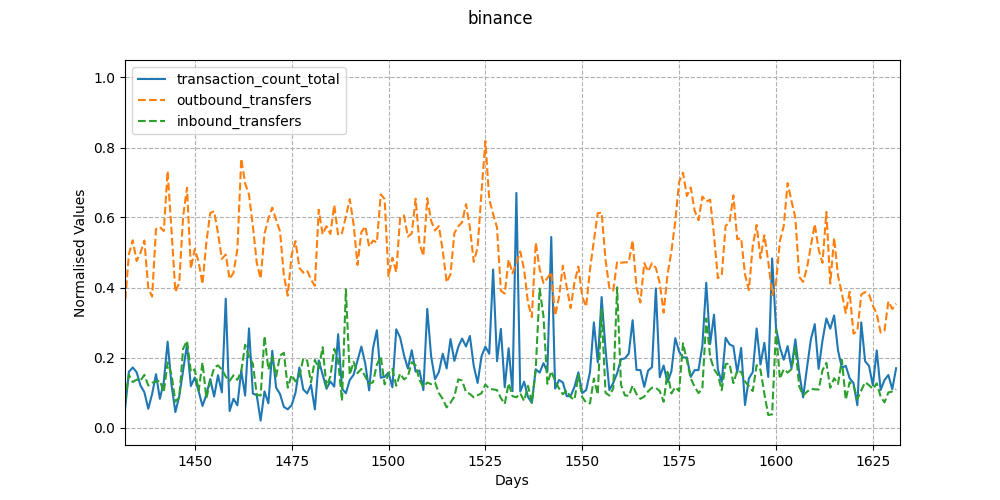 binance
transaction_count_total
outbound_transfers
inbound_transfers
Normalised Values
1.0
0.8
0.6
0.4
0.2
0.0
1450 1475 1500 1525 1550 1575 1600 1625
Days